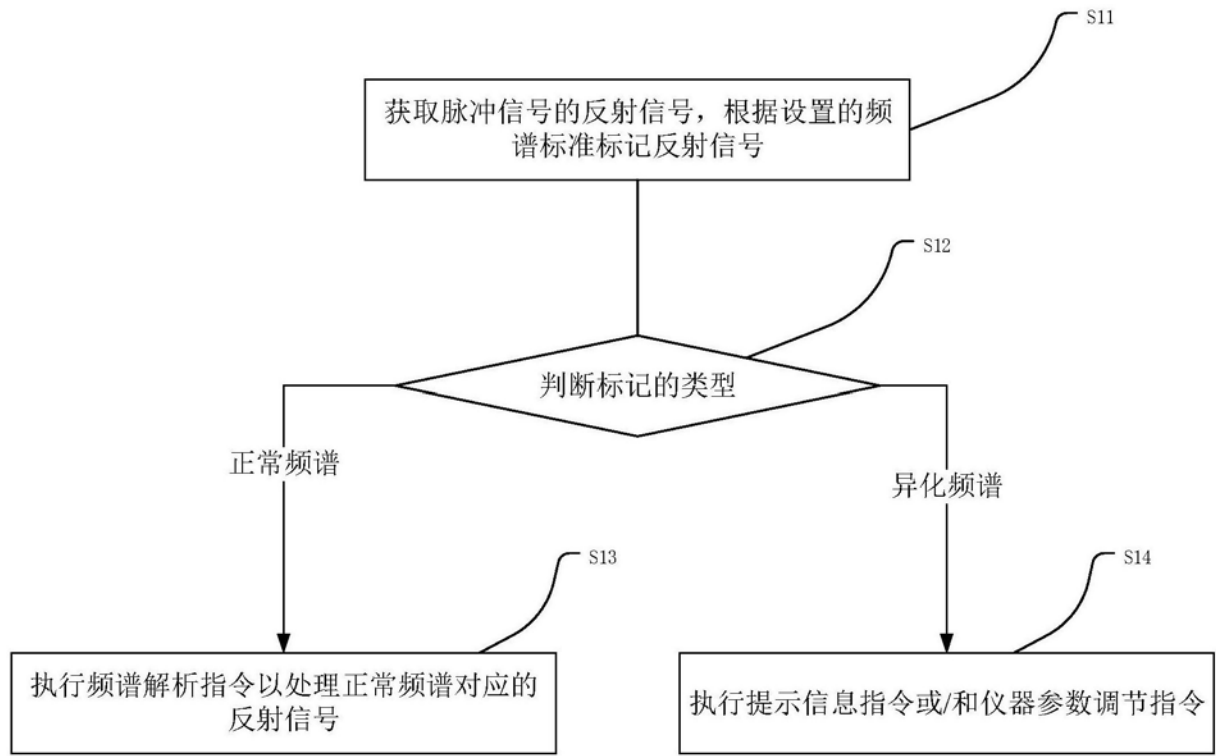 S11
获取脉冲信号的反射信号，根据设置的频
谱标准标记反射信号
S12
判断标记的类型
正常频谱
异化频谱
S13
S14
执行频谱解析指令以处理正常频谱对应的
反射信号
执行提示信息指令或/和仪器参数调节指令